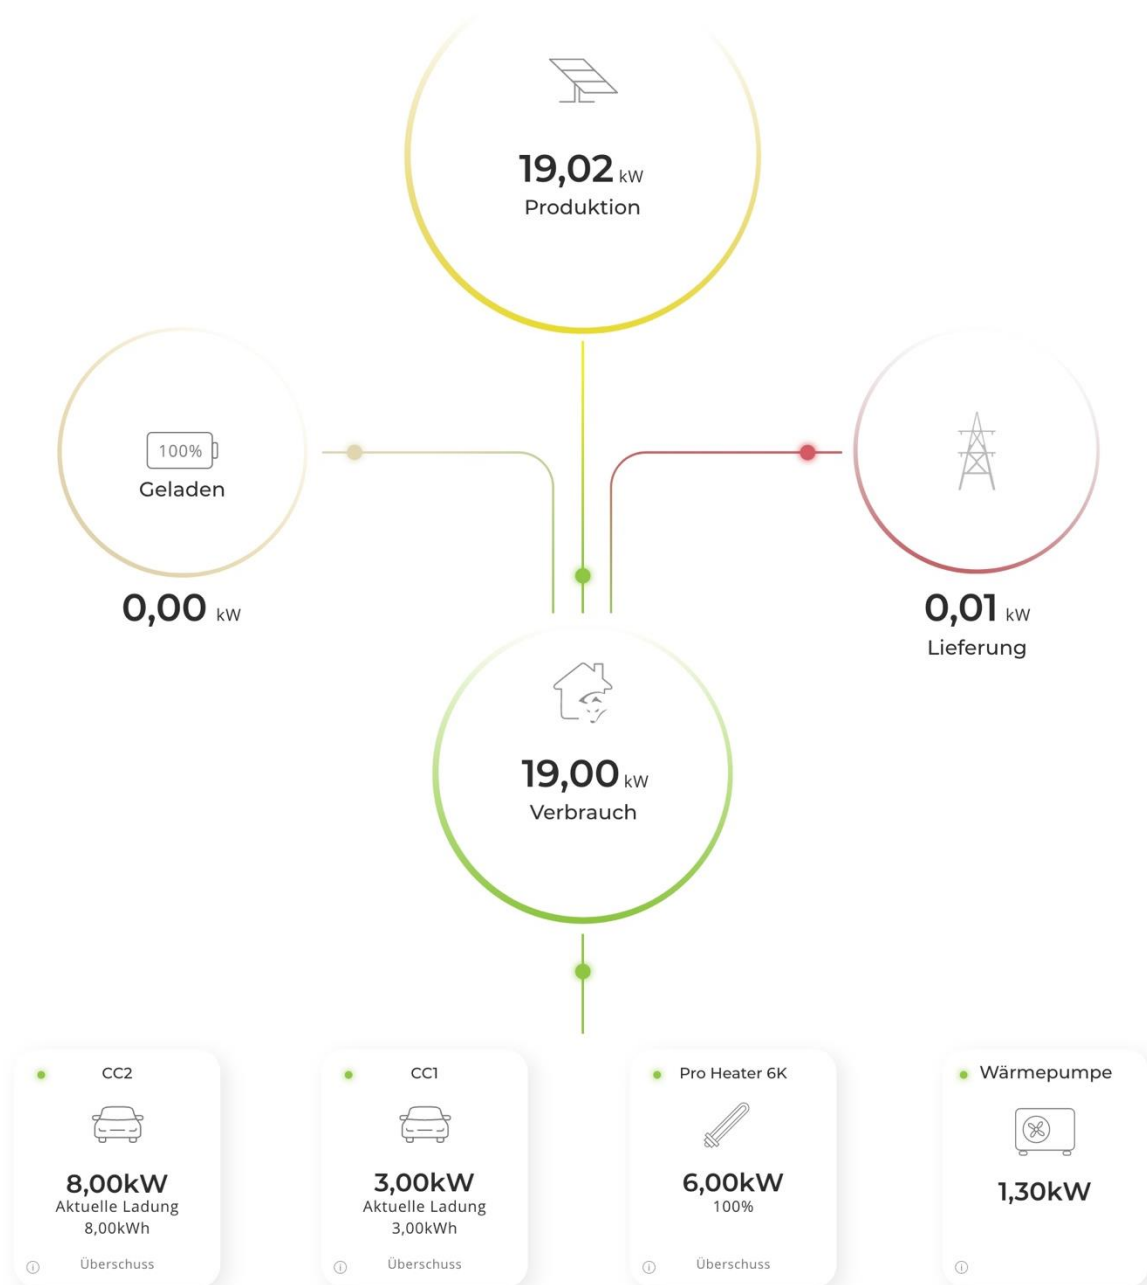 19,02 kW
Produktion
100%
Geladen
0,00 kW
0,01 kW
Lieferung
19,00 kW
Verbrauch
CC2
8,00kW
Aktuelle Ladung
8,00kWh
Überschuss
CC1
3,00kW
Aktuelle Ladung
3,00kWh
Überschuss
Pro Heater 6K
6,00kW
100%
Überschuss
Wärmepumpe
1,30kW